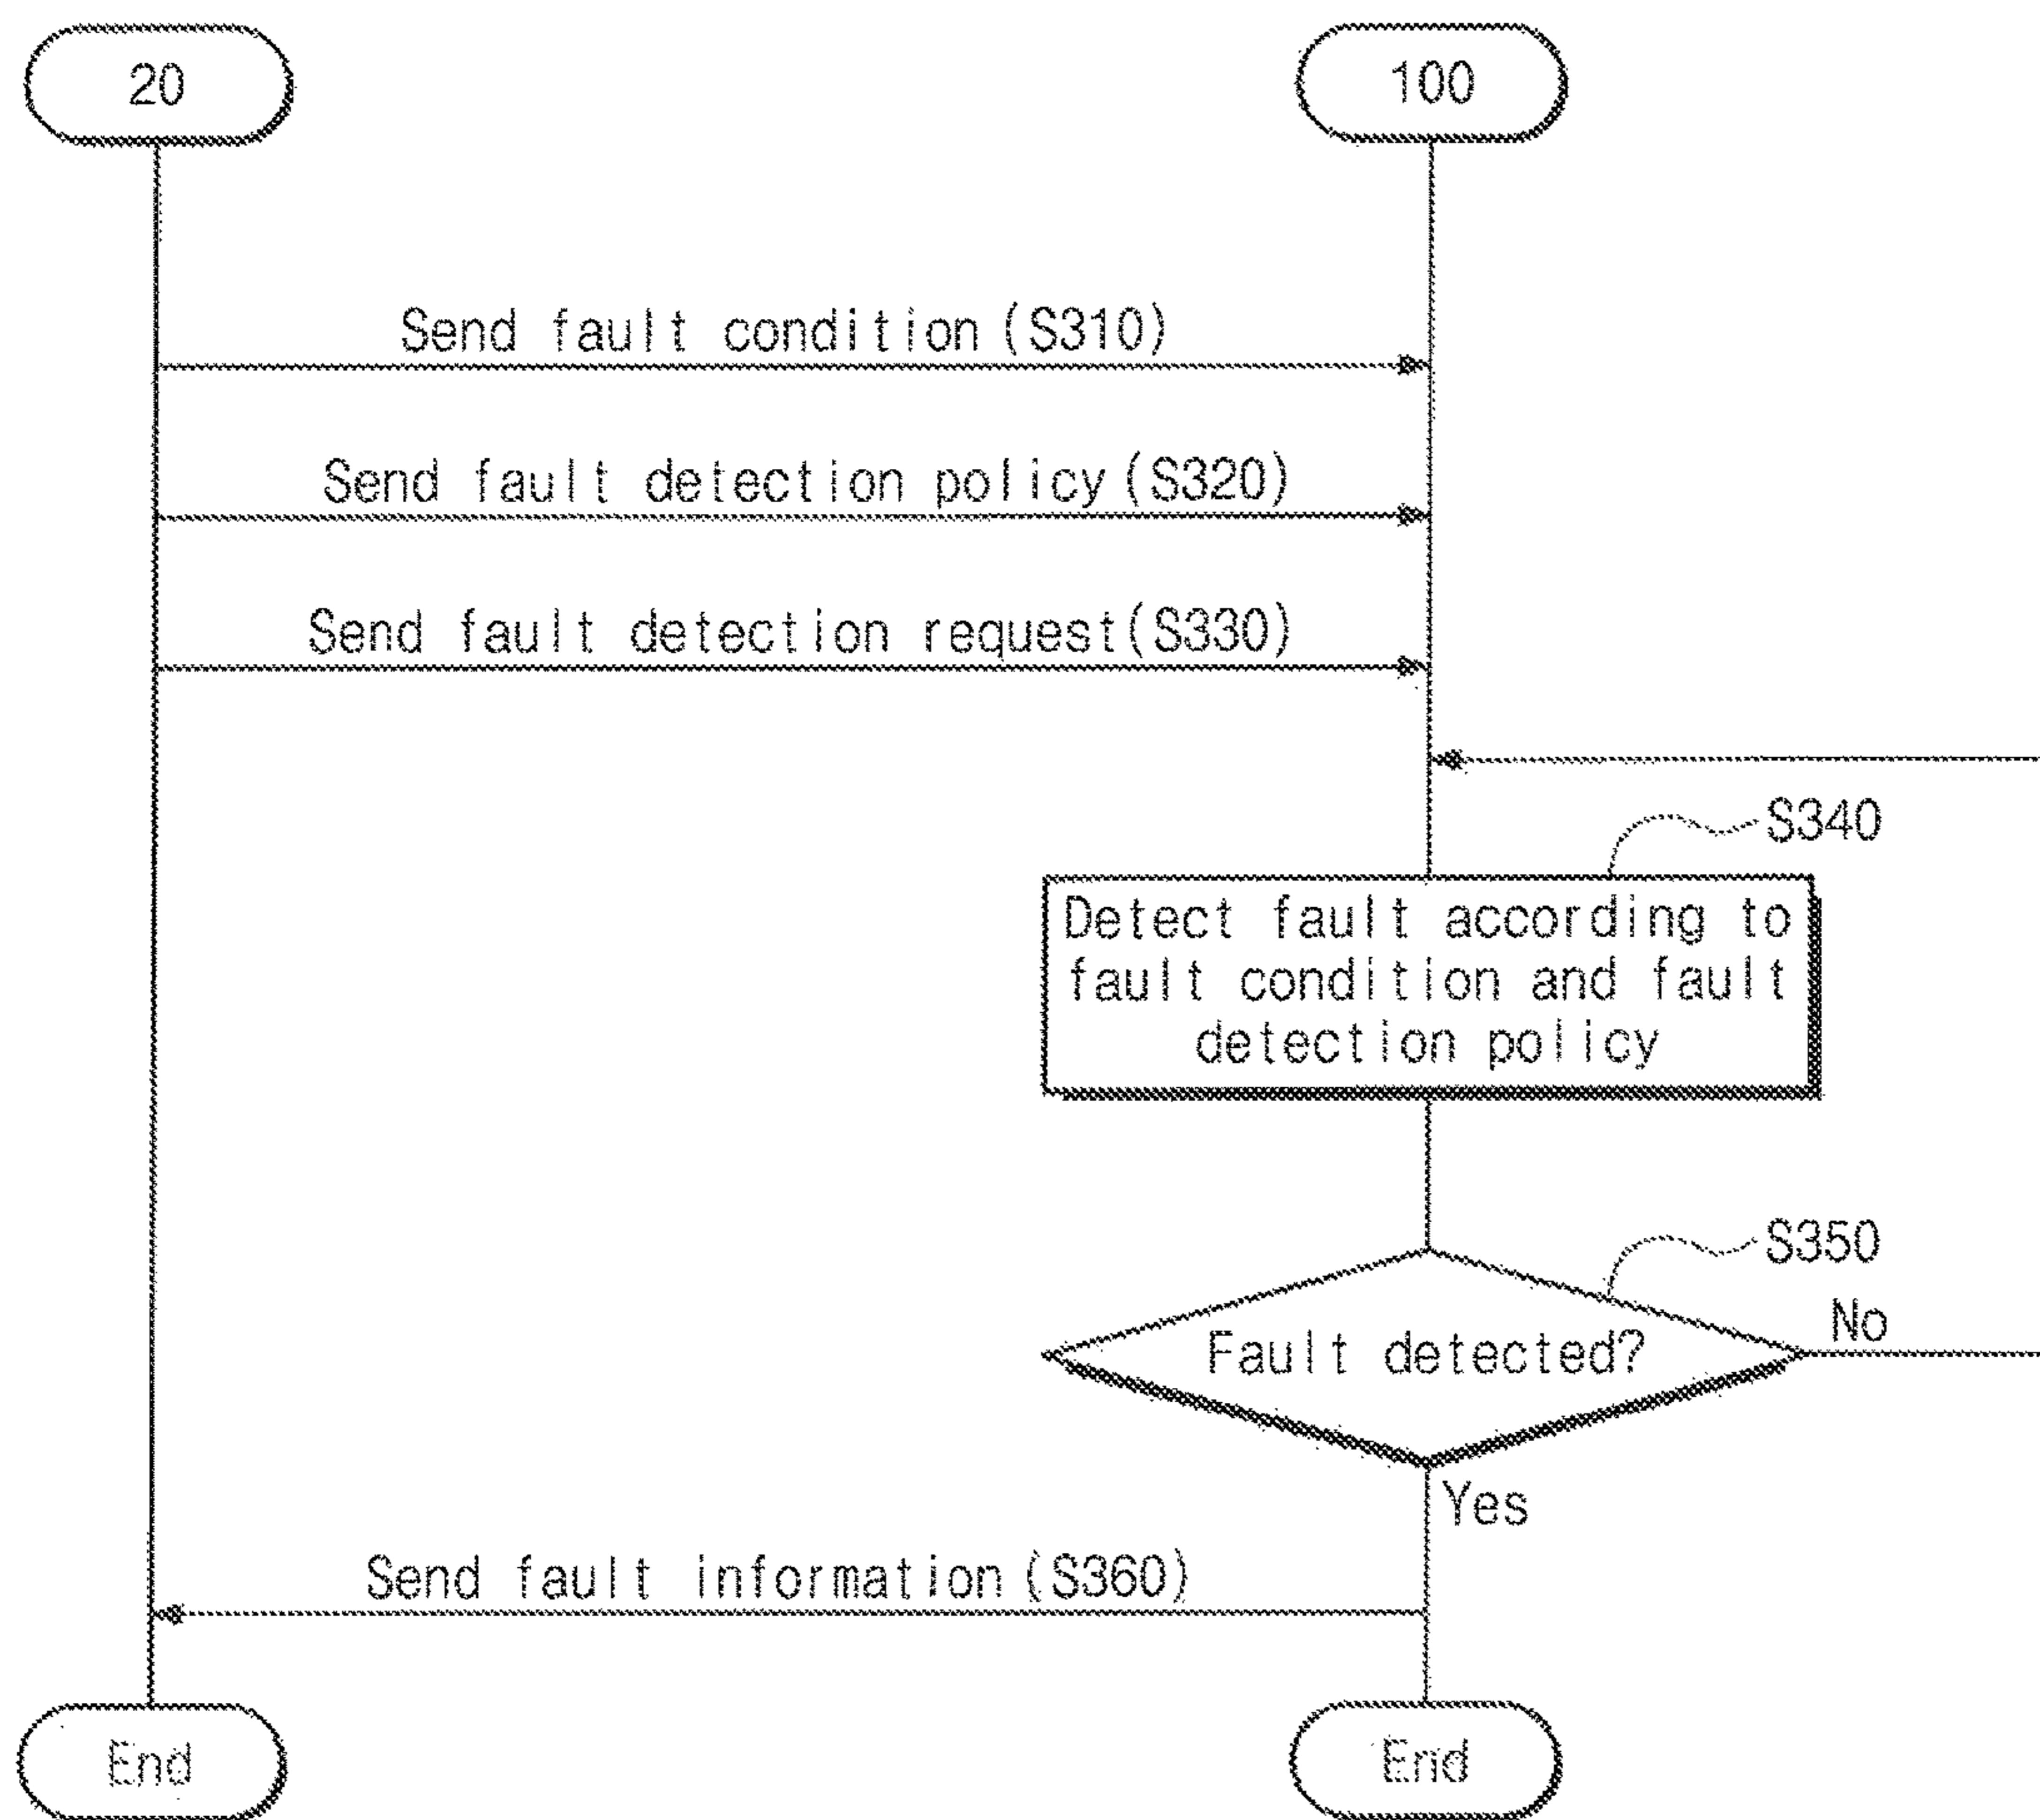 20
100
Send fault condition (S310)
Send fault detection policy (S320)
Send fault detection request(S330)
S340
Detect fault according to
fault condition and fault
detection policy
S350
Fault detected?
No
Yes
Send fault information (S360)
End
End